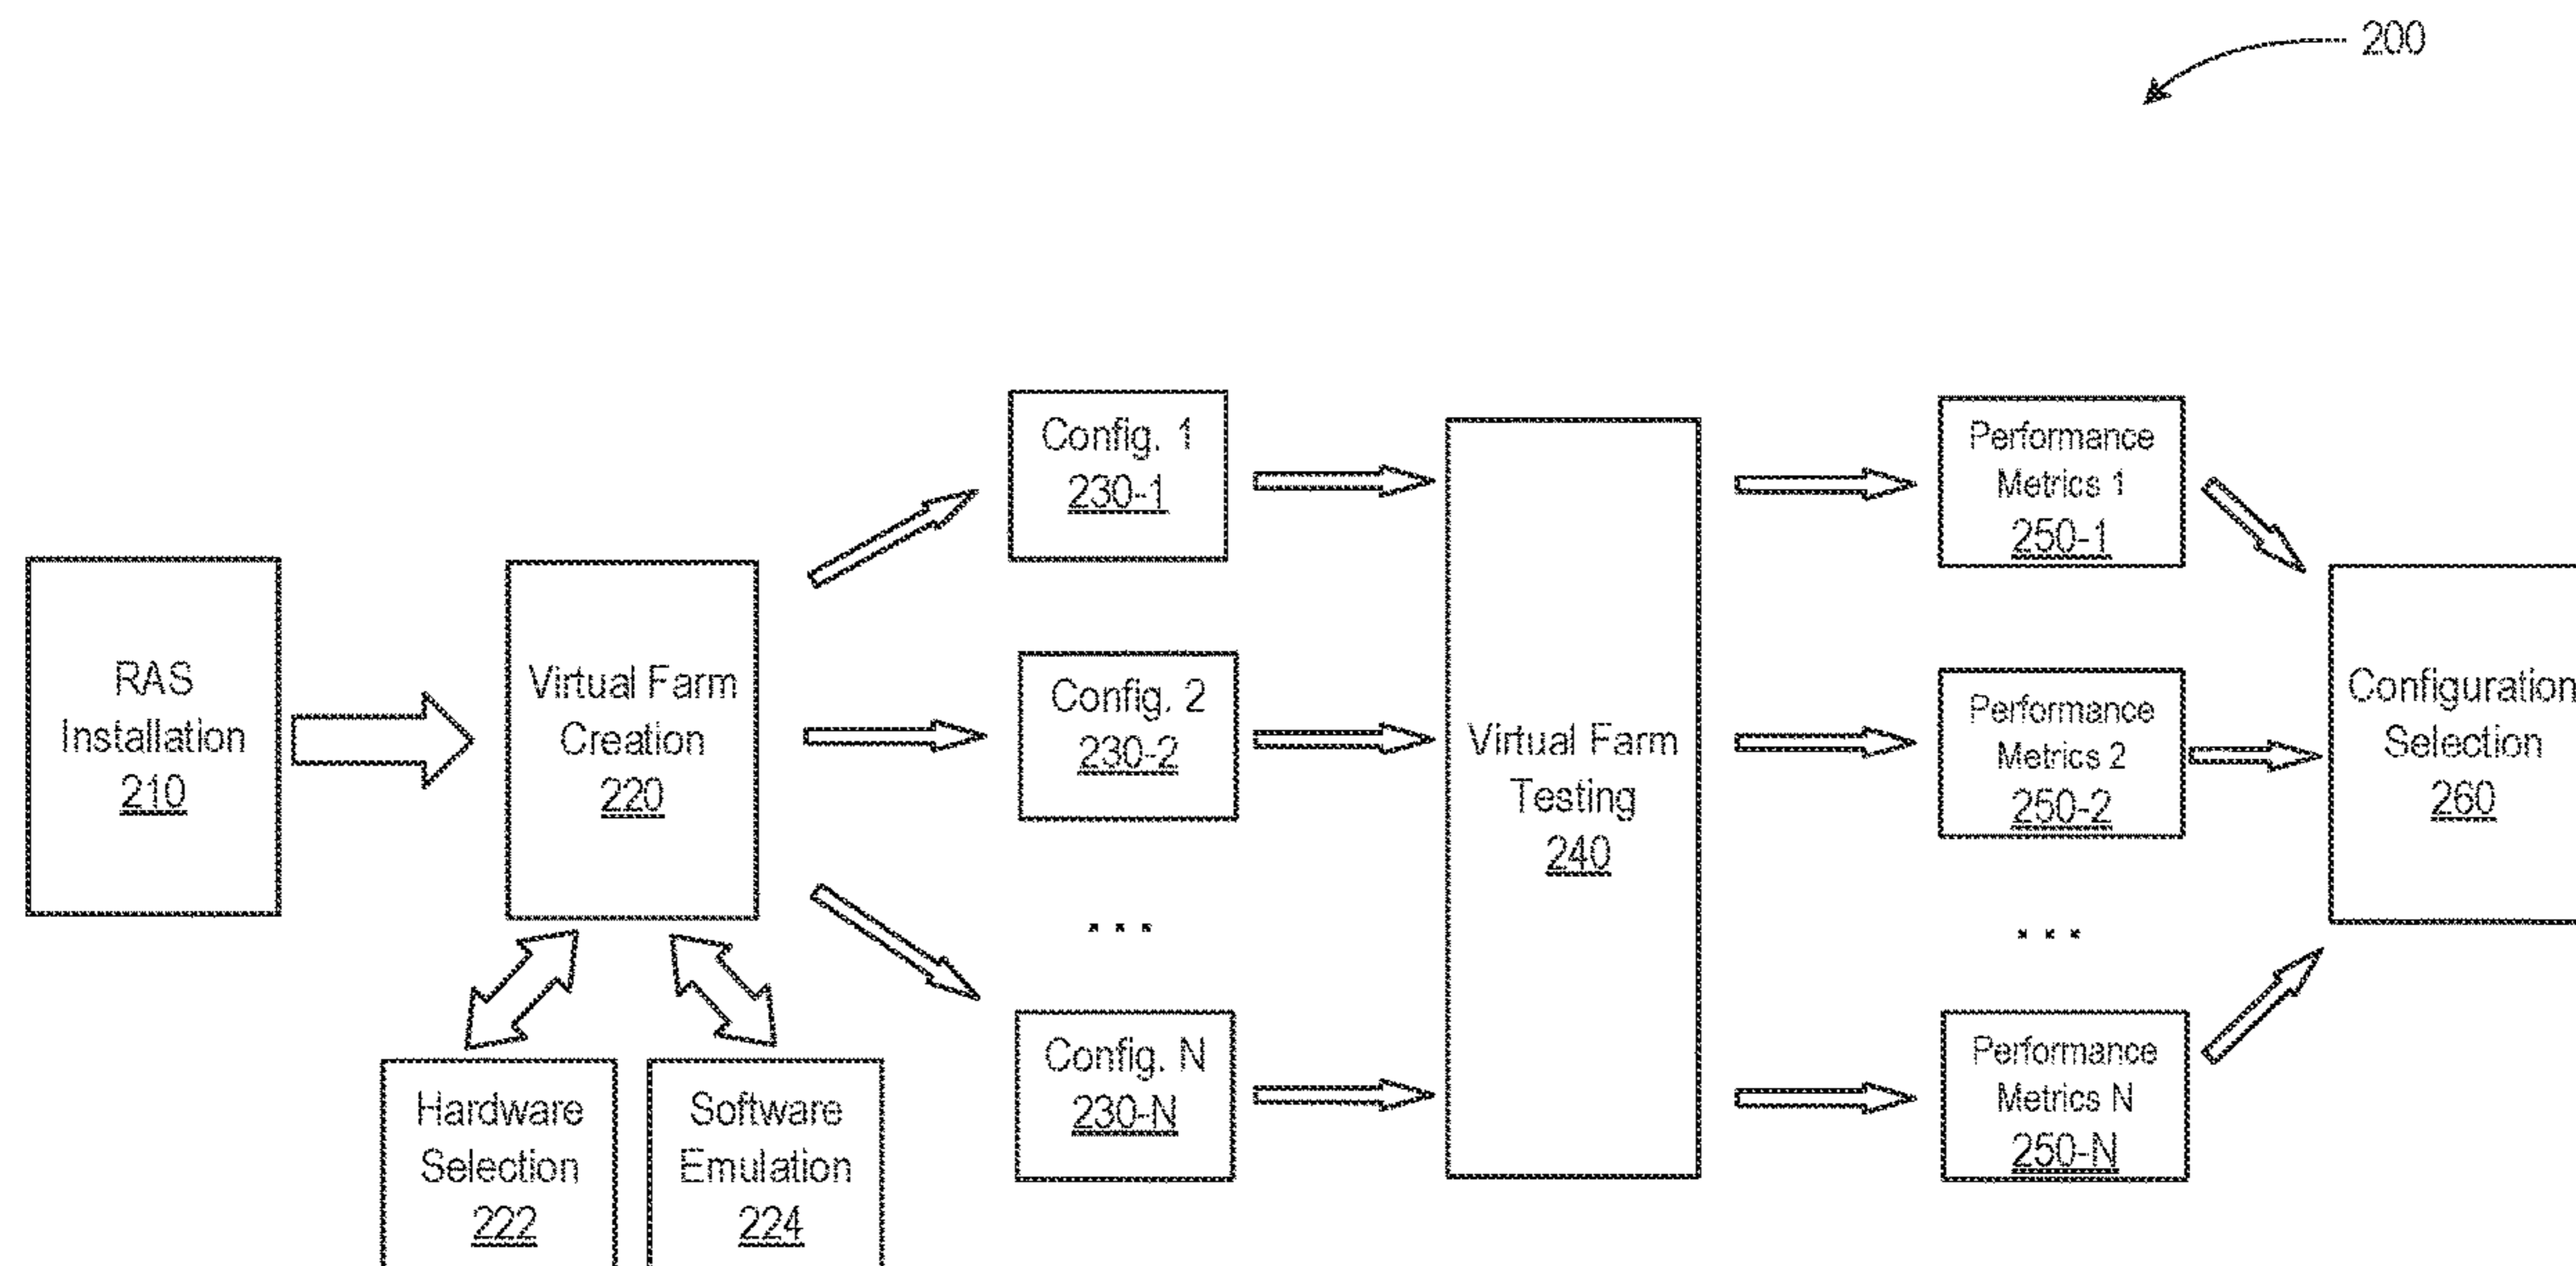 200
RAS
Installation
210
Virtual Farm
Creation
220
Hardware
Selection
222
Software
Emulation
224
Config. 1
230-1
Config. 2
230-2
...
Config. N
230-N
Virtual Farm
Testing
240
Performance
Metrics 1
250-1
Performance
Metrics 2
250-2
...
Performance
Metrics N
250-N
Configuration
Selection
260